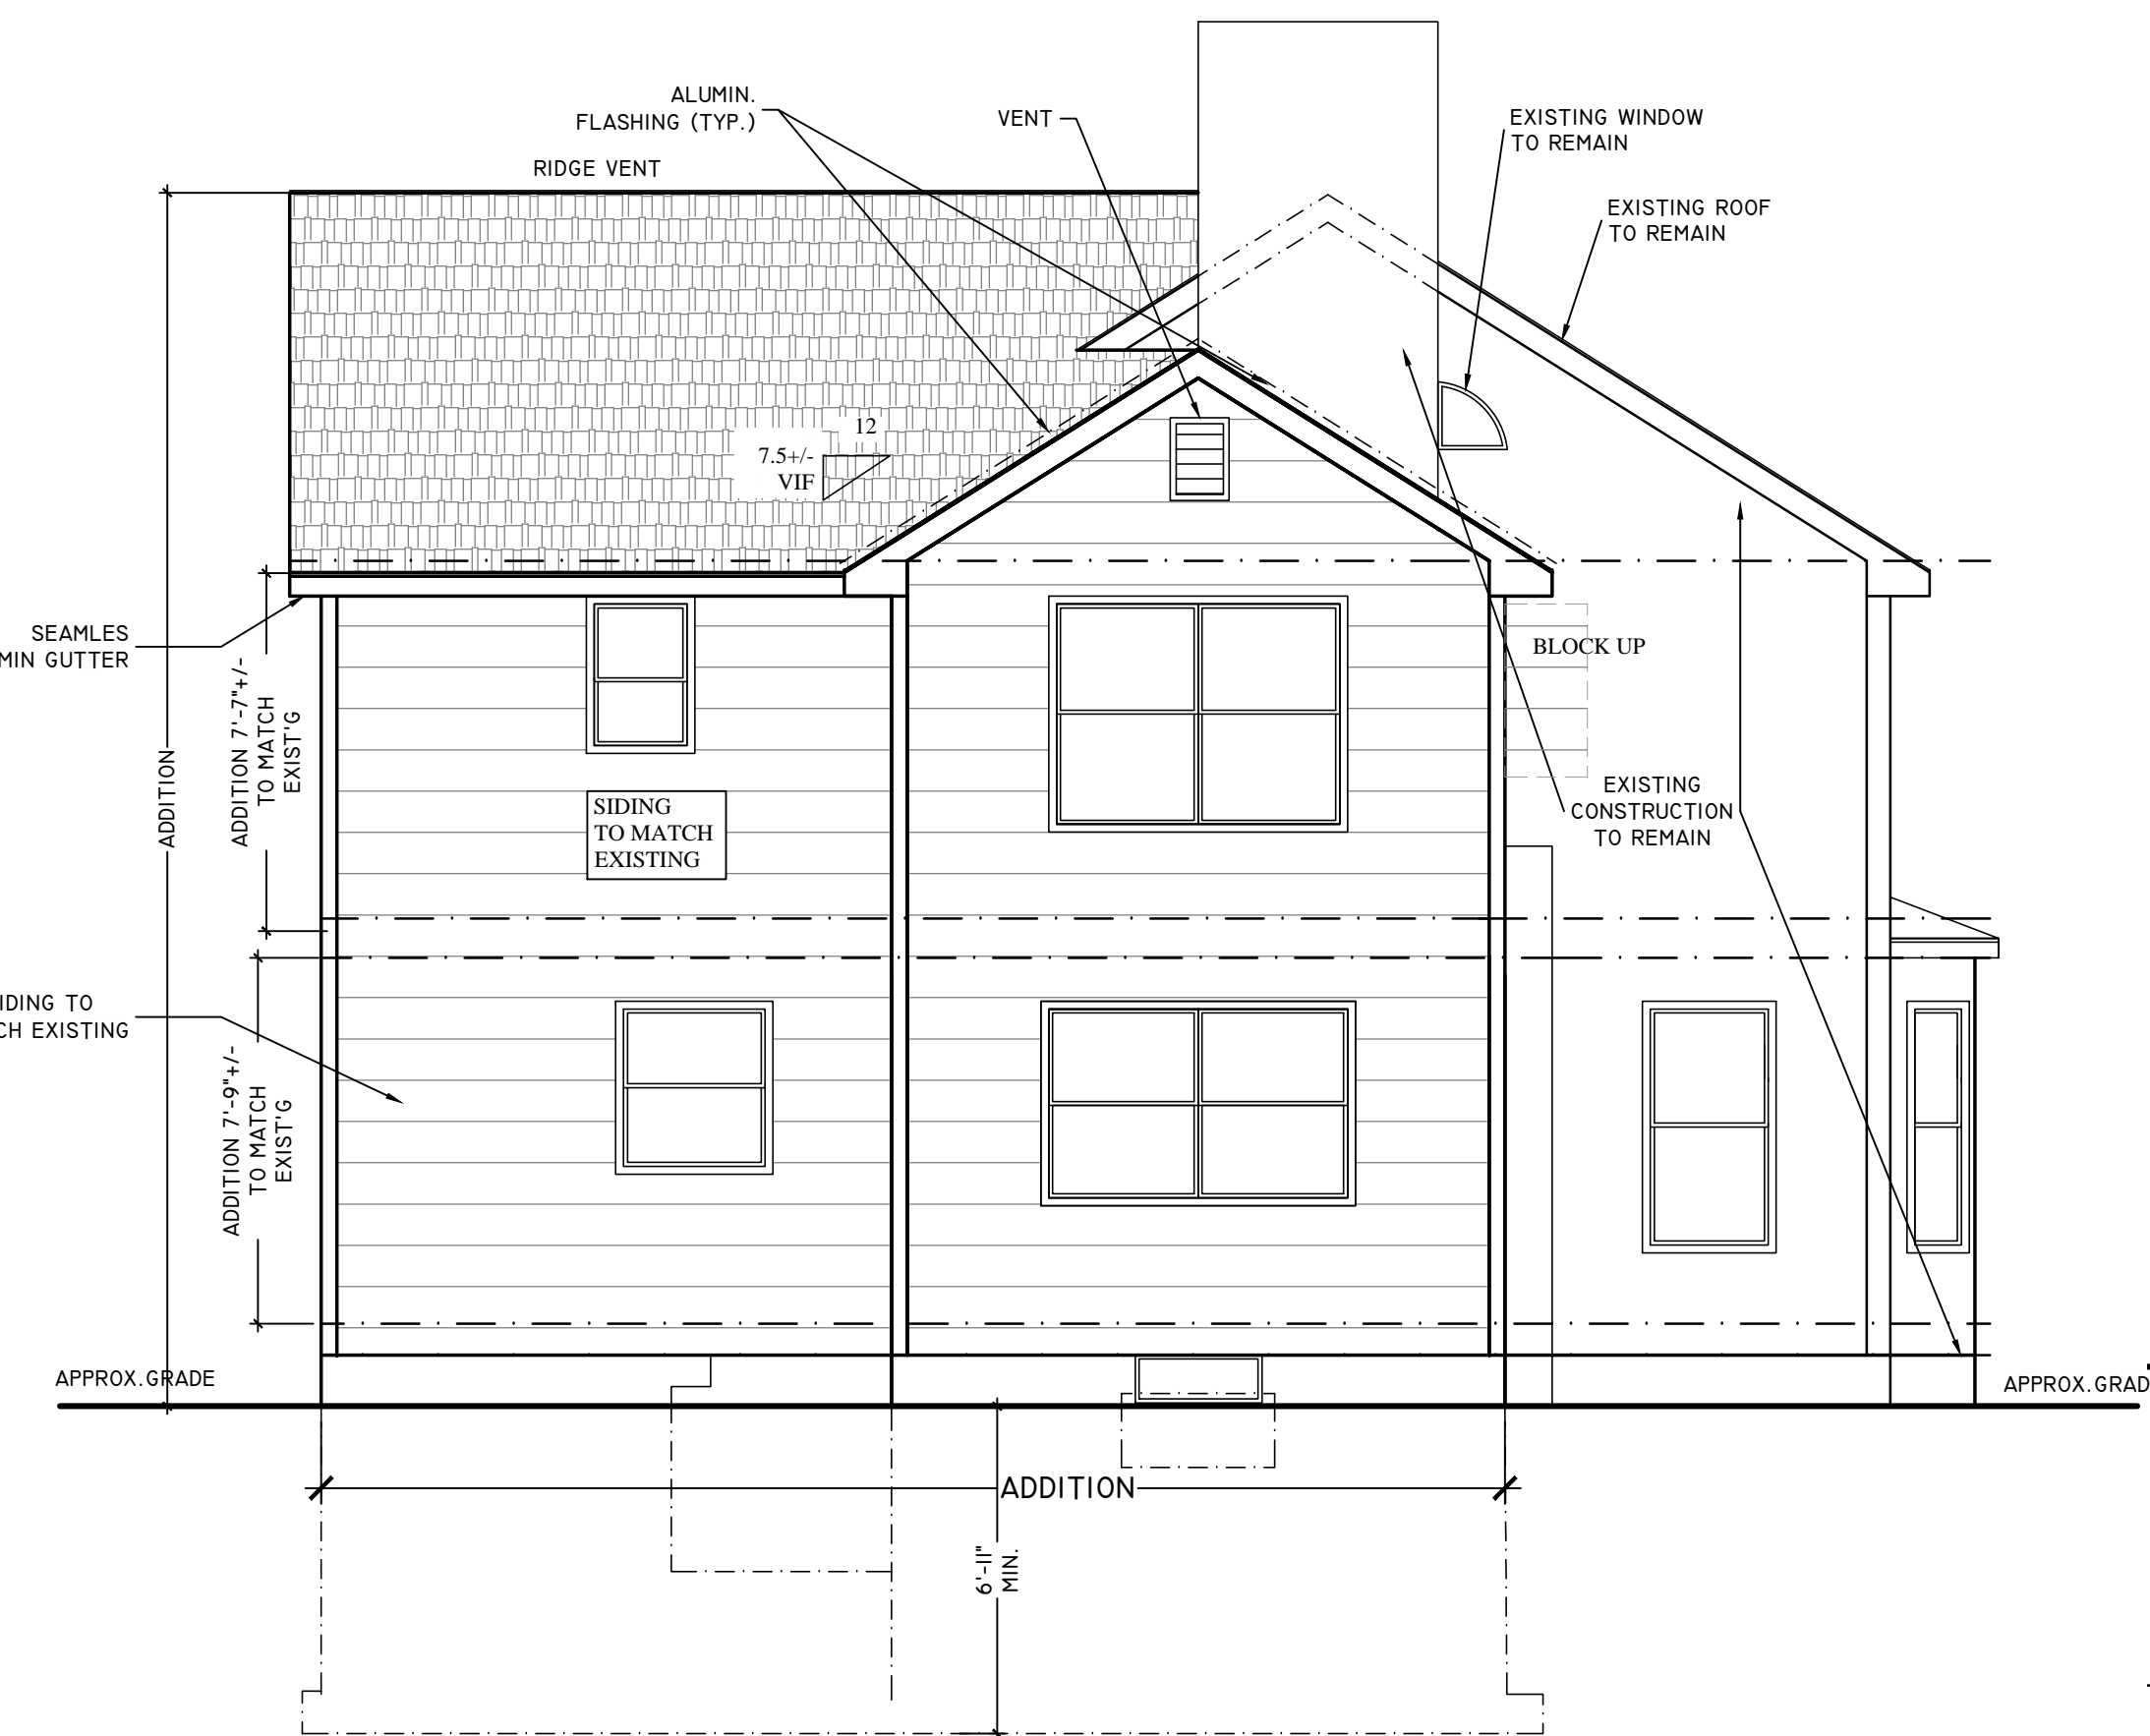 ALUMIN.
FLASHING (TYP.)
VENT
EXISTING WINDOW
TO REMAIN
RIDGE VENT
EXISTING ROOF
TO REMAIN
12
7.5+/-
VIF
SEAMLES
MIN GUTTER
ADDITION
ADDITION 7'-7"+/-
TO MATCH
EXIST'G
BLOCK UP
SIDING
TO MATCH
EXISTING
EXISTING
CONSTRUCTION
TO REMAIN
IDING TO
CH EXISTING
ADDITION 7'-9"+/-
TO MATCH
EXIST'G
APPROX.GRADE
APPROX.GRAD
ADDITION
6'-11"
MIN.